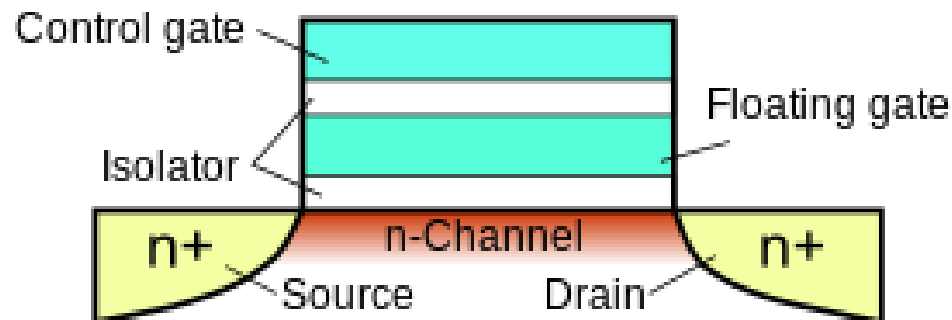 Control gate
Floating gate
Isolator
n-Channel
n+
n+
Source
Drain